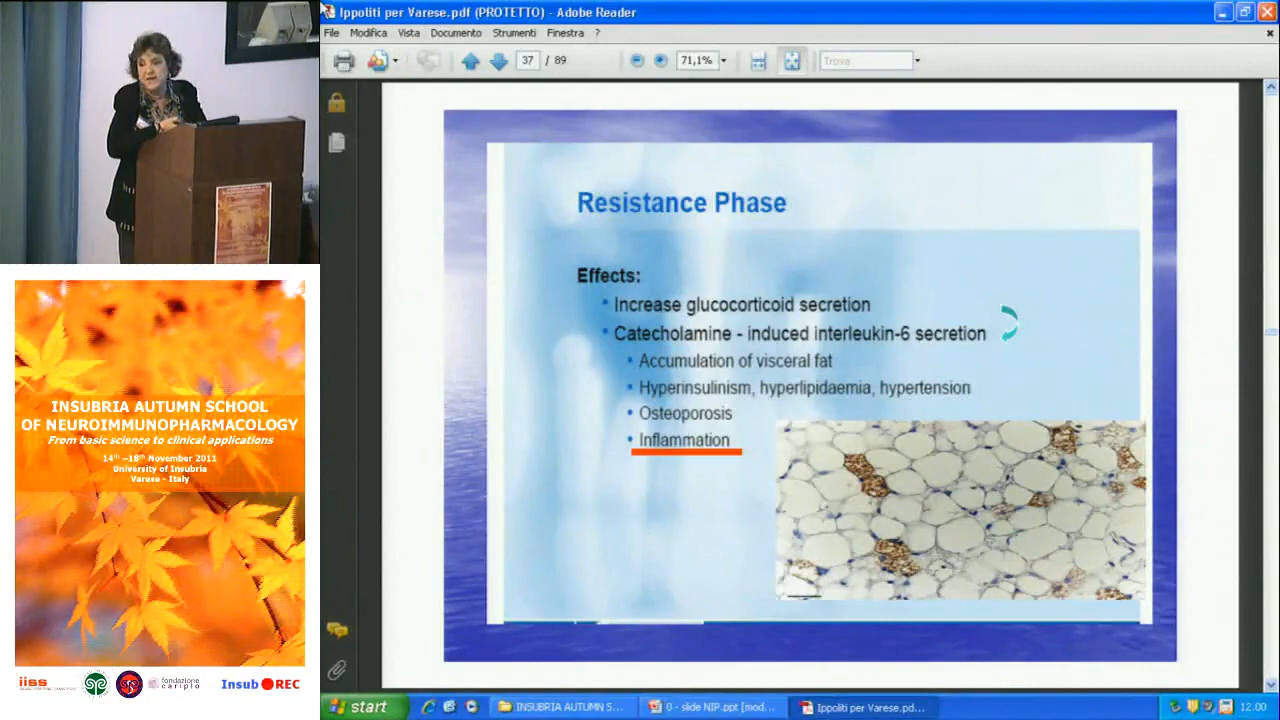 Ippoliti per Varese.pdf (PROTETTO) - Adobe Reader
File Modifica Vista Documento Strumenti Finestra ?
37 / 89 71,1% Trova
Resistance Phase
Effects:
Increase glucocorticoid secretion
Catecholamine - induced interleukin-6 secretion
Accumulation of visceral fat
Hyperinsulinism, hyperlipidaemia, hypertension
Osteoporosis
Inflammation
INSUBRIA AUTUMN SCHOOL
OF NEUROIMMUNOPHARMACOLOGY
From basic science to clinical applications
14th -18th November 2011
University of Insubria
Varese - Italy
iiss
fondazione
cariplo
Insub REC
start
INSUBRIA AUTUMN S...
0 - slide NIP.ppt [mod...
Ippoliti per Varese.pd...
12.00